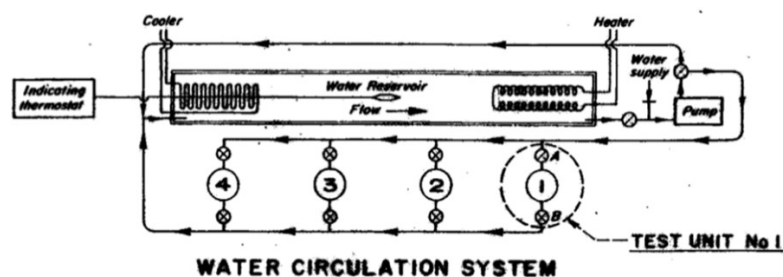 Cooler
Heater
Water
supply
Indicating
thermostat
Water Reservoir
Flow
Pump
A
4
3
2
1
B
TEST UNIT No 1
WATER CIRCULATION SYSTEM